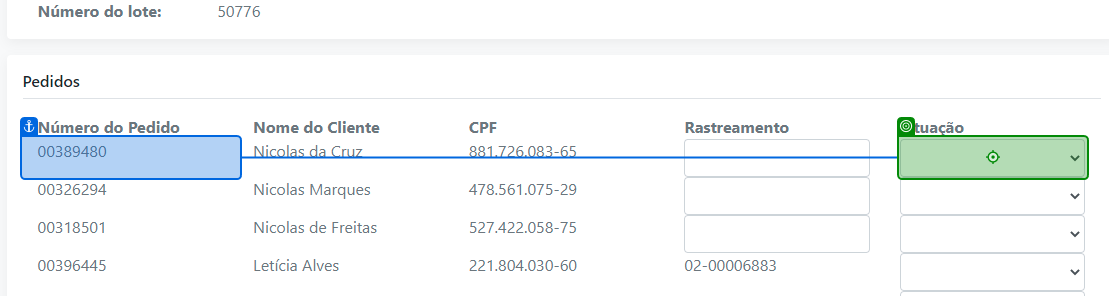 Número do lote: 50776
Pedidos
Número do Pedido Nome do Cliente CPF Rastreamento tuação
00389480 Nicolas da Cruz 881.726.083-65
00326294 Nicolas Marques 478.561.075-29
00318501 Nicolas de Freitas 527.422.058-75
00396445 Letícia Alves 221.804.030-60 02-00006883